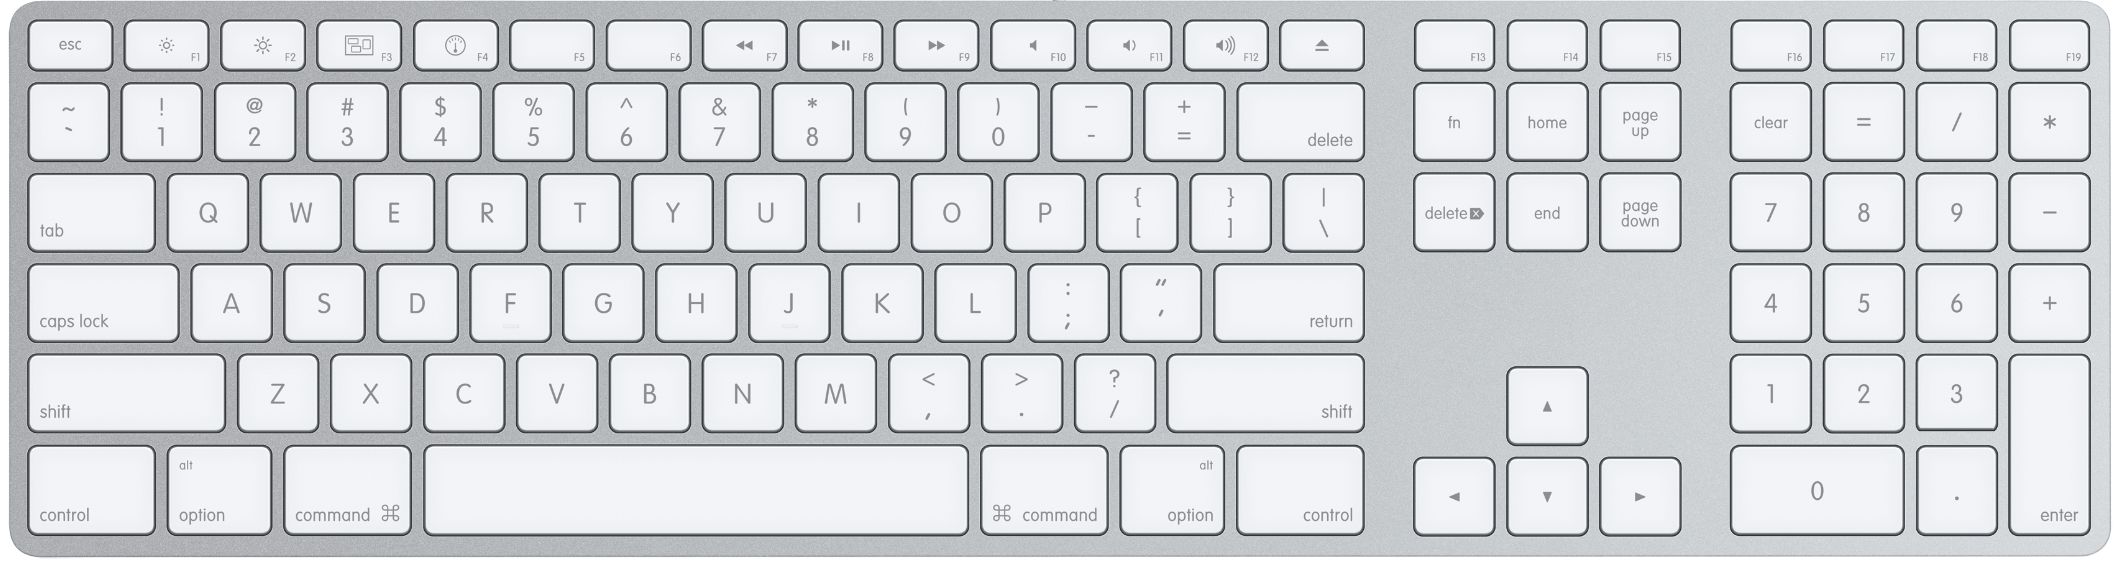 esc F1 F2 F3 F4 F5 F6 F7 F8 F9 F10 F11 F12 F13 F14 F15 F16 F17 F18 F19
~ ! @ # $ % ^ & * ( ) – +
` 1 2 3 4 5 6 7 8 9 0 - = delete fn home page up clear = / *
tab Q W E R T Y U I O P { [ } ] | \ delete end page down 7 8 9 –
caps lock A S D F G H J K L : ; “ ‘ return 4 5 6 +
shift Z X C V B N M < , > . ? / shift 1 2 3
control alt option command ⌘ ⌘ command alt option control ◄ ▲ ▼ ► 0 . enter